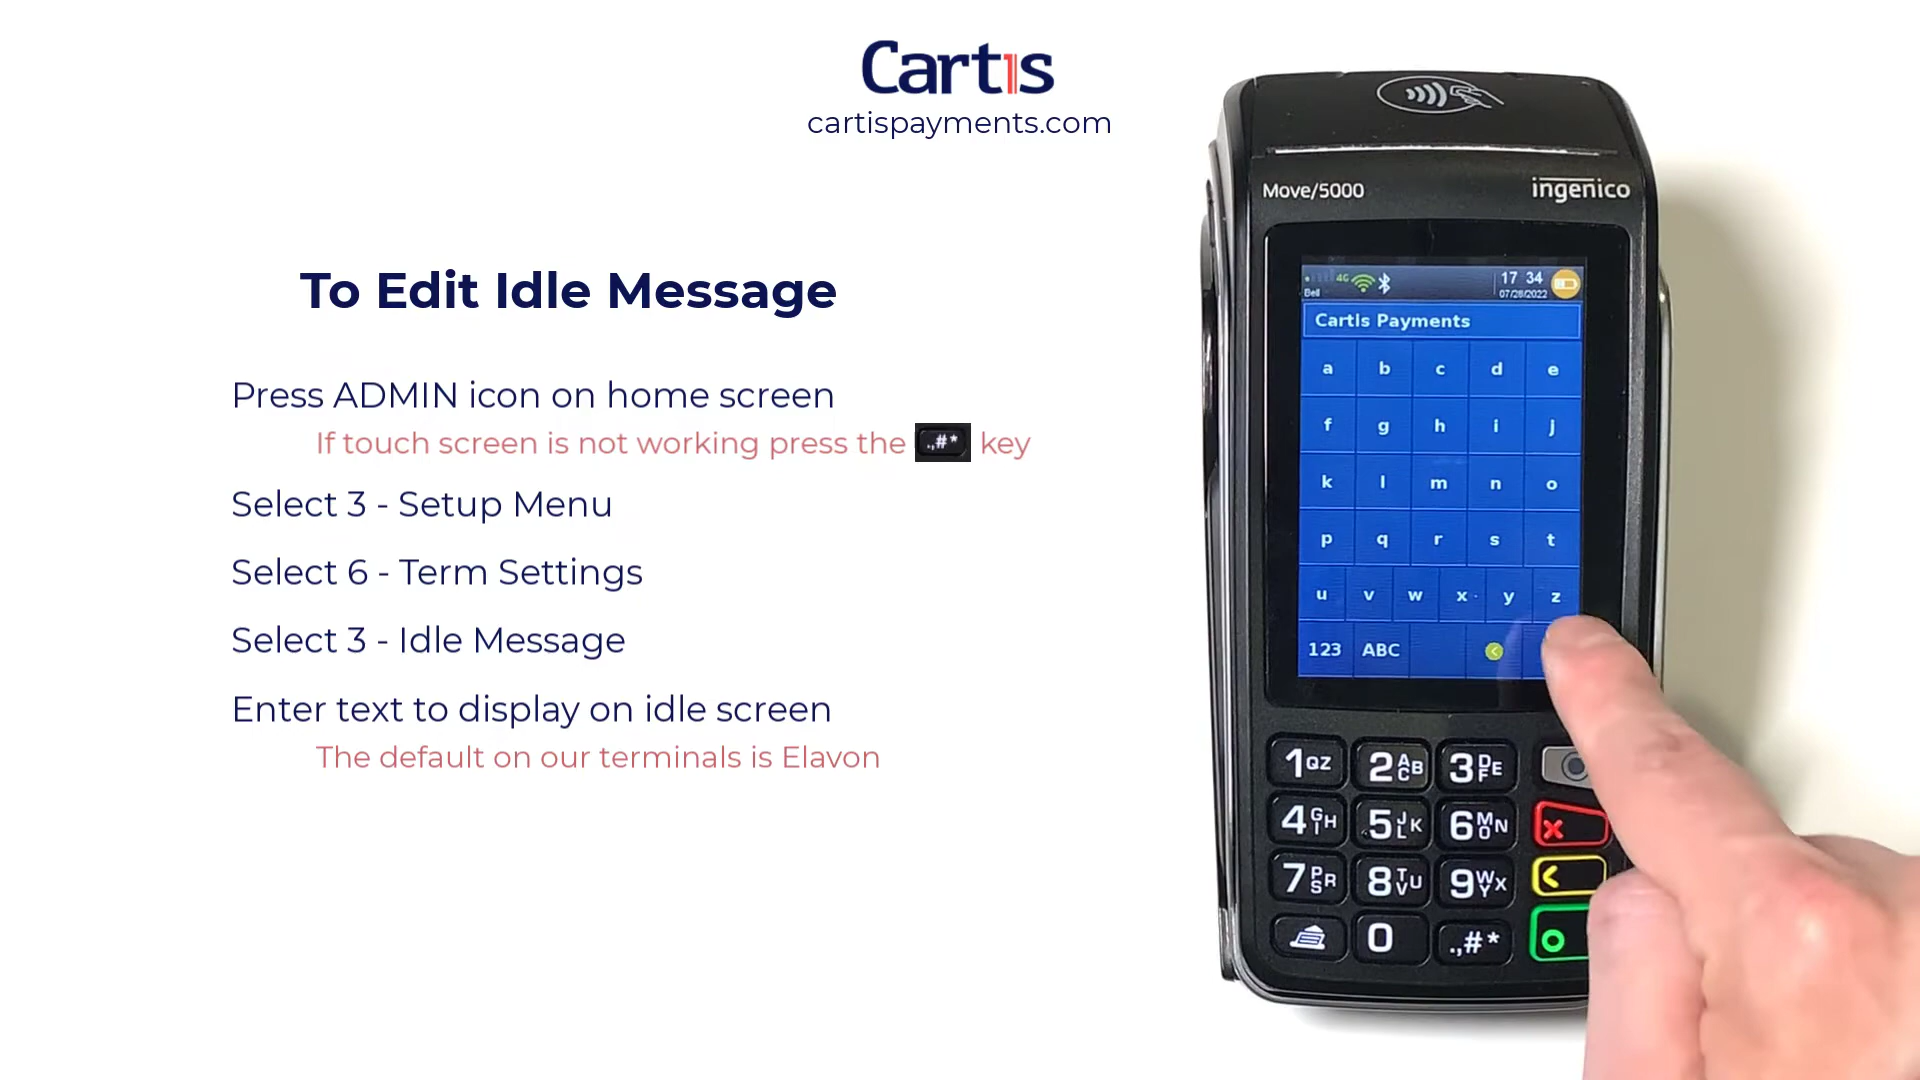 Cartis
cartispayments.com
To Edit Idle Message
Press ADMIN icon on home screen
If touch screen is not working press the .,#* key
Select 3 - Setup Menu
Select 6 - Term Settings
Select 3 - Idle Message
Enter text to display on idle screen
The default on our terminals is Elavon
Move/5000 ingenico
4G 17 34
Bell 07/28/2022
CartIs Payments
a b c d e
f g h i j
k l m n o
p q r s t
u v w x y z
123 ABC <
1 QZ 2 ABC 3 DEF
4 GHI 5 JKL 6 MNO X
7 PRS 8 TUV 9 WXY <
0 .,#* O